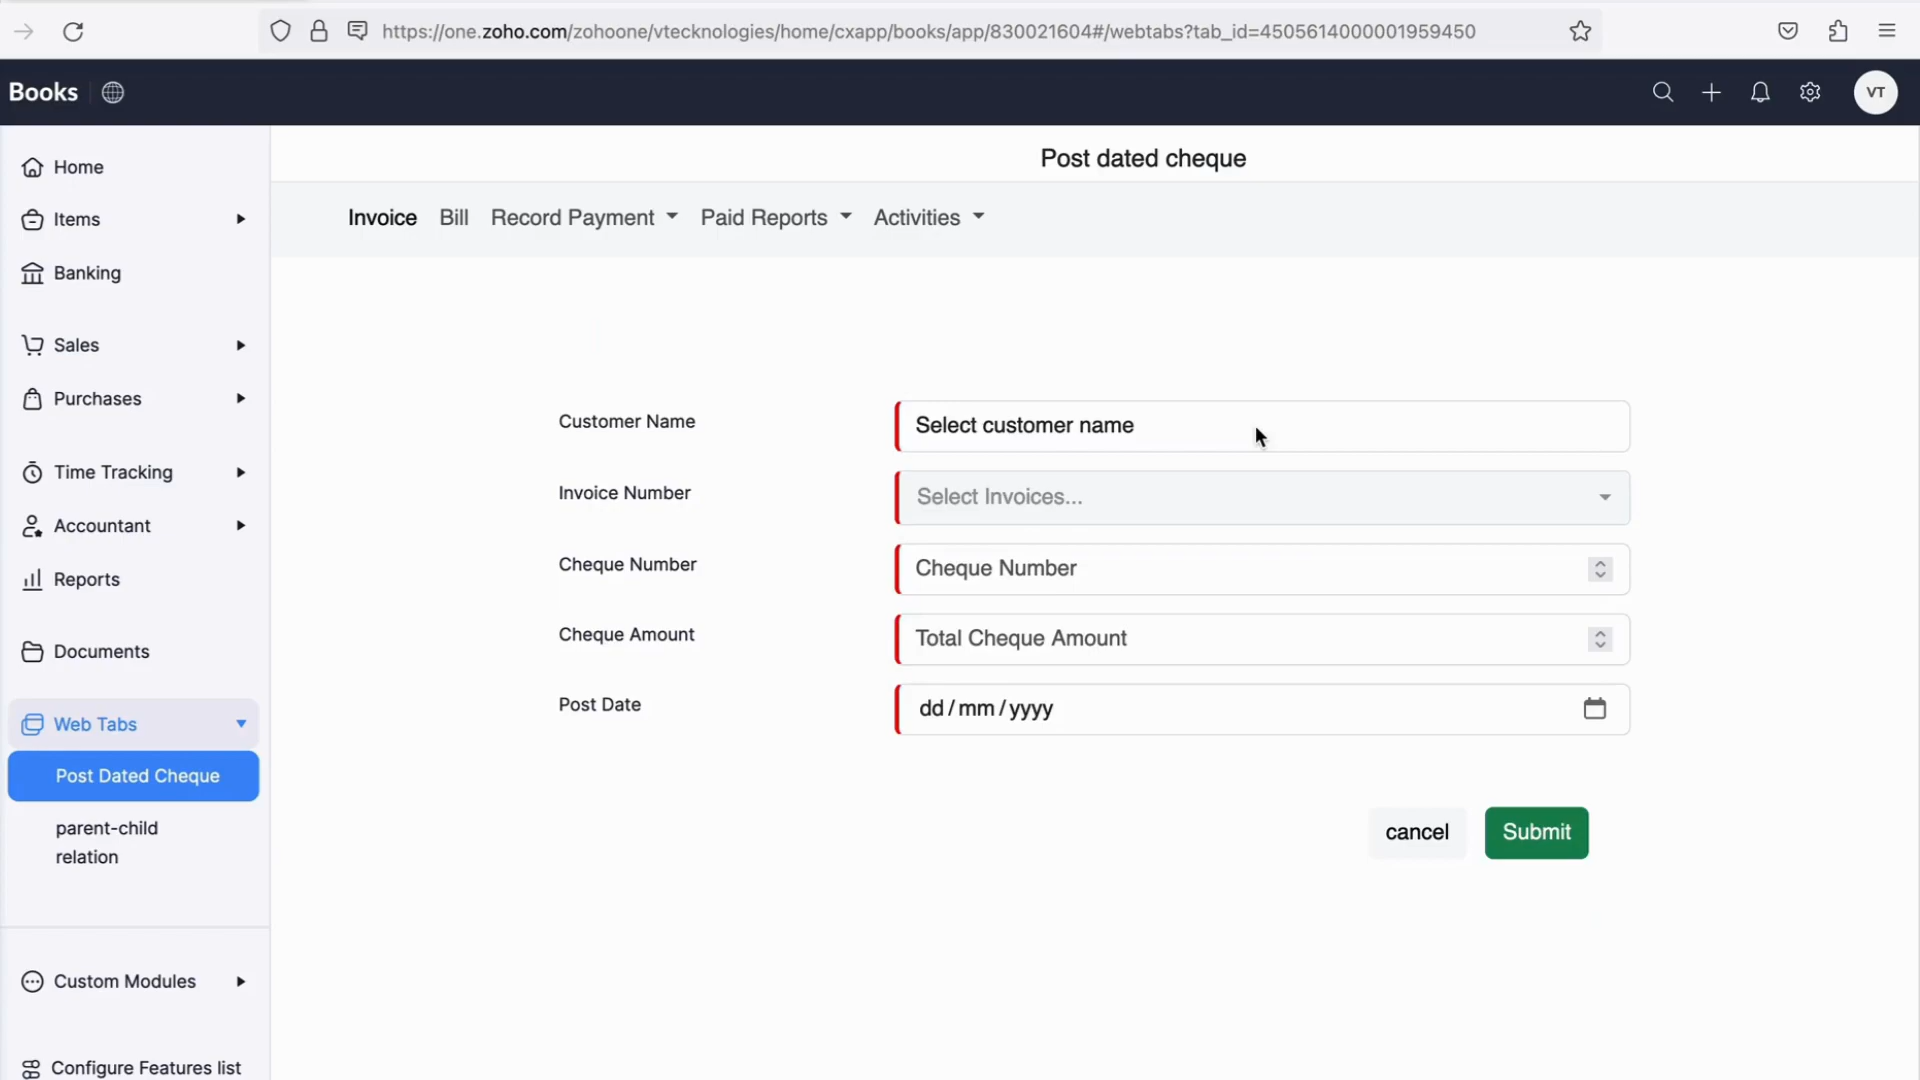 https://one.zoho.com/zohoone/vtecknologies/home/cxapp/books/app/830021604#/webtabs?tab_id=4505614000001959450
Books
VT
Home
Items
Banking
Sales
Purchases
Time Tracking
Accountant
Reports
Documents
Web Tabs
Post Dated Cheque
parent-child
relation
Custom Modules
Configure Features list
Post dated cheque
Invoice Bill Record Payment Paid Reports Activities
Customer Name Select customer name
Invoice Number Select Invoices...
Cheque Number Cheque Number
Cheque Amount Total Cheque Amount
Post Date dd/mm/yyyy
cancel Submit